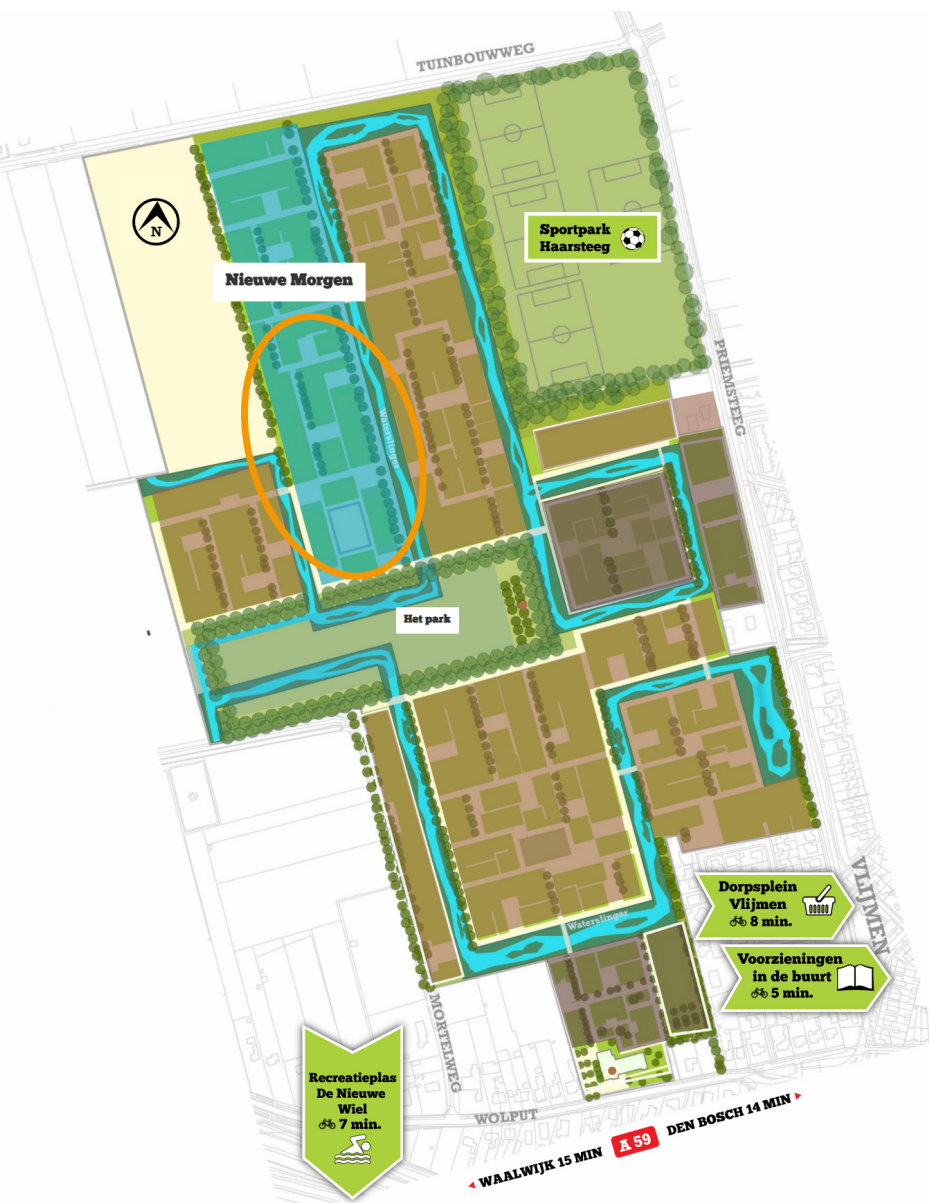 TUINBOUWWEG
Sportpark
Haarsteeg
N
Nieuwe Morgen
PRIEMSTEEG
Waterslinger
Het park
VLIJMEN
Dorpsplein
Vlijmen
8 min.
Waterslinger
Voorzieningen
in de buurt
5 min.
MORTELWEG
Recreatieplas
De Nieuwe
Wiel
7 min.
WOLPUT
WAALWIJK 15 MIN A 59 DEN BOSCH 14 MIN